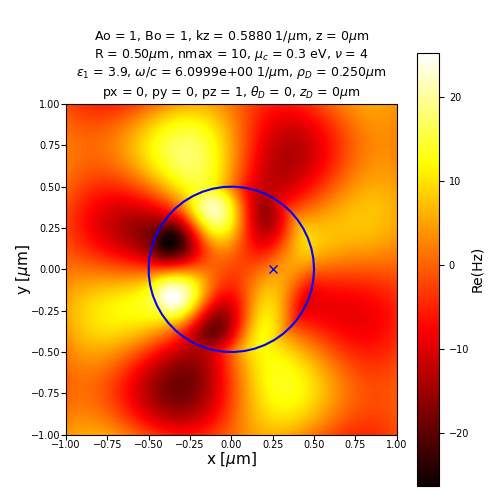 Ao = 1, Bo = 1, kz = 0.5880 1/μm, z = 0μm
R = 0.50μm, nmax = 10, μ_c = 0.3 eV, ν = 4
ε₁ = 3.9, ω/c = 6.0999e+00 1/μm, ρ_D = 0.250μm
px = 0, py = 0, pz = 1, θ_D = 0, z_D = 0μm
1.00
0.75
0.50
0.25
0.00
−0.25
−0.50
−0.75
−1.00
y [μm]
−1.00 −0.75 −0.50 −0.25 0.00 0.25 0.50 0.75 1.00
x [μm]
20
10
0
−10
−20
Re(Hz)